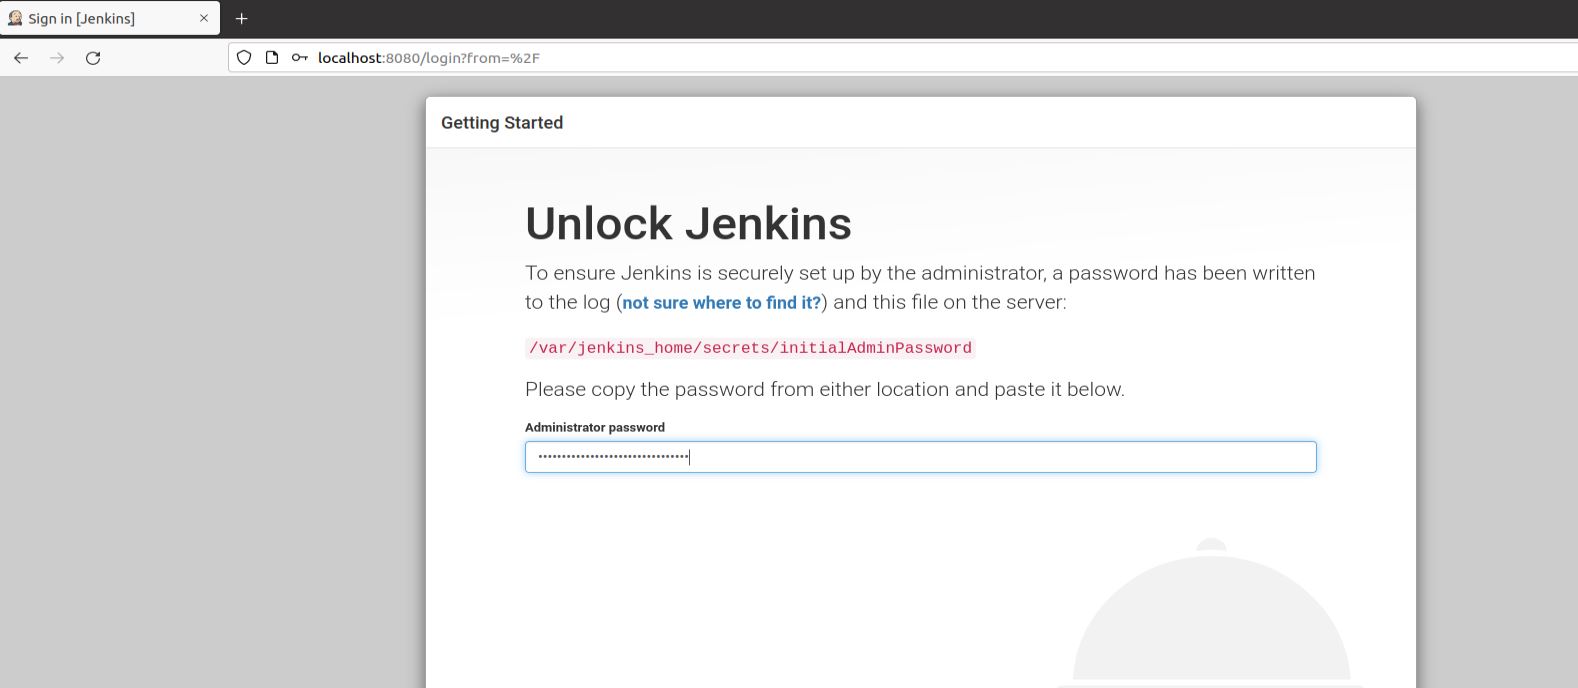 Sign in [Jenkins]
localhost:8080/login?from=%2F
Getting Started
Unlock Jenkins
To ensure Jenkins is securely set up by the administrator, a password has been written
to the log (not sure where to find it?) and this file on the server:
/var/jenkins_home/secrets/initialAdminPassword
Please copy the password from either location and paste it below.
Administrator password